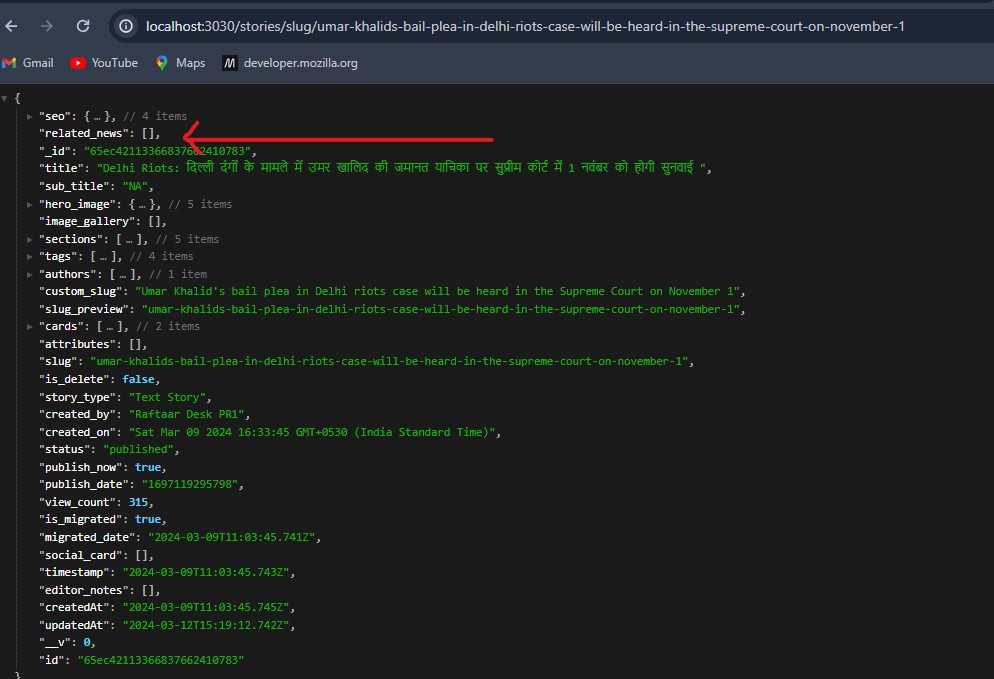 localhost:3030/stories/slug/umar-khalids-bail-plea-in-delhi-riots-case-will-be-heard-in-the-supreme-court-on-november-1
Gmail YouTube Maps developer.mozilla.org
{
"seo": { … }, // 4 items
"related_news": [],
"_id": "65ec42113366837662410783",
"title": "Delhi Riots: दिल्ली दंगों के मामले में उमर खालिद की जमानत याचिका पर सुप्रीम कोर्ट में 1 नवंबर को होगी सुनवाई ",
"sub_title": "NA",
"hero_image": { … }, // 5 items
"image_gallery": [],
"sections": [ … ], // 5 items
"tags": [ … ], // 4 items
"authors": [ … ], // 1 item
"custom_slug": "Umar Khalid's bail plea in Delhi riots case will be heard in the Supreme Court on November 1",
"slug_preview": "umar-khalids-bail-plea-in-delhi-riots-case-will-be-heard-in-the-supreme-court-on-november-1",
"cards": [ … ], // 2 items
"attributes": [],
"slug": "umar-khalids-bail-plea-in-delhi-riots-case-will-be-heard-in-the-supreme-court-on-november-1",
"is_delete": false,
"story_type": "Text Story",
"created_by": "Raftaar Desk PR1",
"created_on": "Sat Mar 09 2024 16:33:45 GMT+0530 (India Standard Time)",
"status": "published",
"publish_now": true,
"publish_date": "1697119295798",
"view_count": 315,
"is_migrated": true,
"migrated_date": "2024-03-09T11:03:45.741Z",
"social_card": [],
"timestamp": "2024-03-09T11:03:45.743Z",
"editor_notes": [],
"createdAt": "2024-03-09T11:03:45.745Z",
"updatedAt": "2024-03-12T15:19:12.742Z",
"__v": 0,
"id": "65ec42113366837662410783"
}